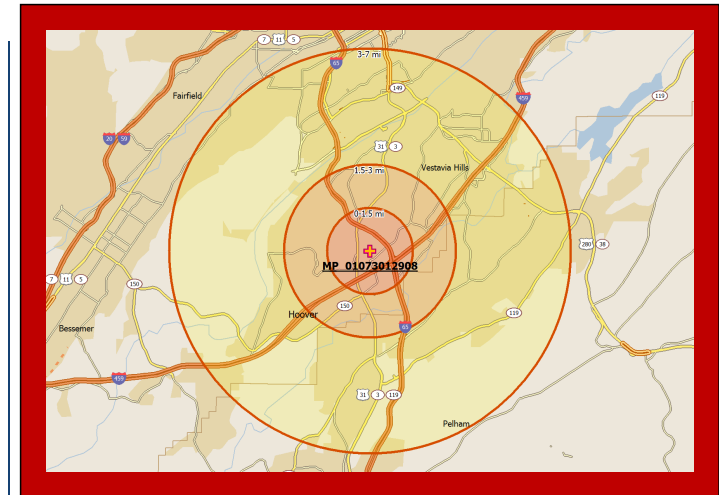 7 11 5
3-7 mi
65
149
Fairfield
459
119
20 59
31 3
Vestavia Hills
1.5-3 mi
0-1.5 mi
280 38
MP_01073012908
7 11 5
150
150
Hoover
119
Bessemer
65
459
31 3 119
Pelham